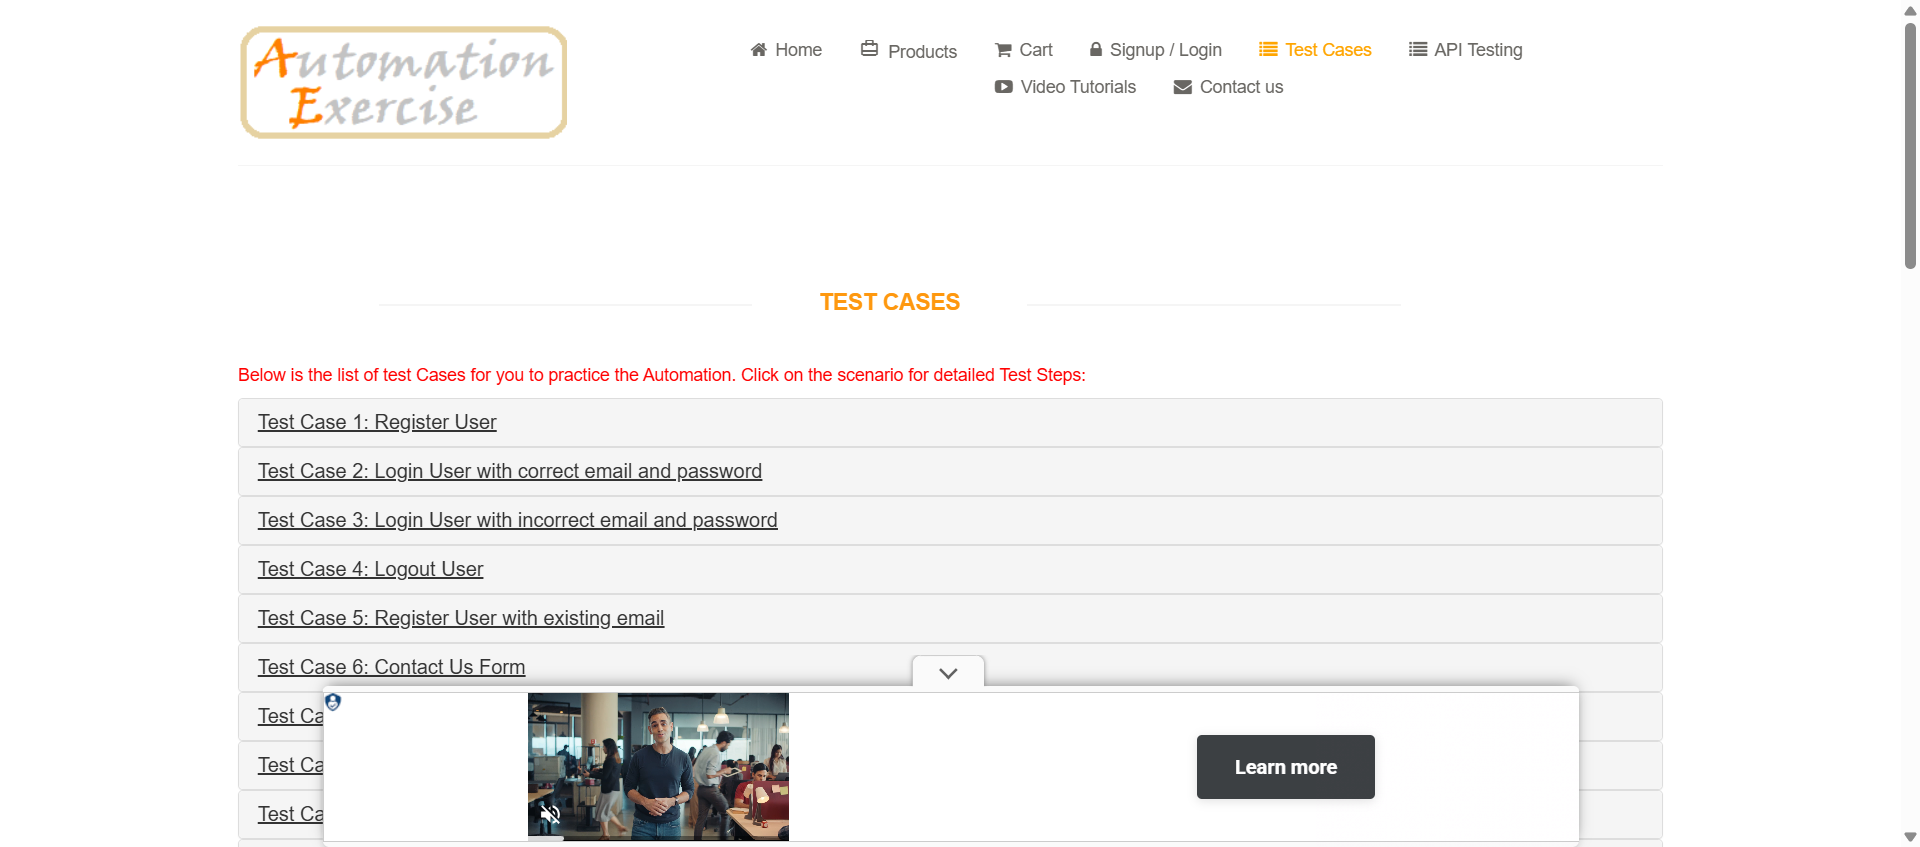 Automation
Exercise
Home
Products
Cart
Signup / Login
Test Cases
API Testing
Video Tutorials
Contact us
TEST CASES
Below is the list of test Cases for you to practice the Automation. Click on the scenario for detailed Test Steps:
Test Case 1: Register User
Test Case 2: Login User with correct email and password
Test Case 3: Login User with incorrect email and password
Test Case 4: Logout User
Test Case 5: Register User with existing email
Test Case 6: Contact Us Form
Test Ca
Test Ca
Test Ca
Learn more